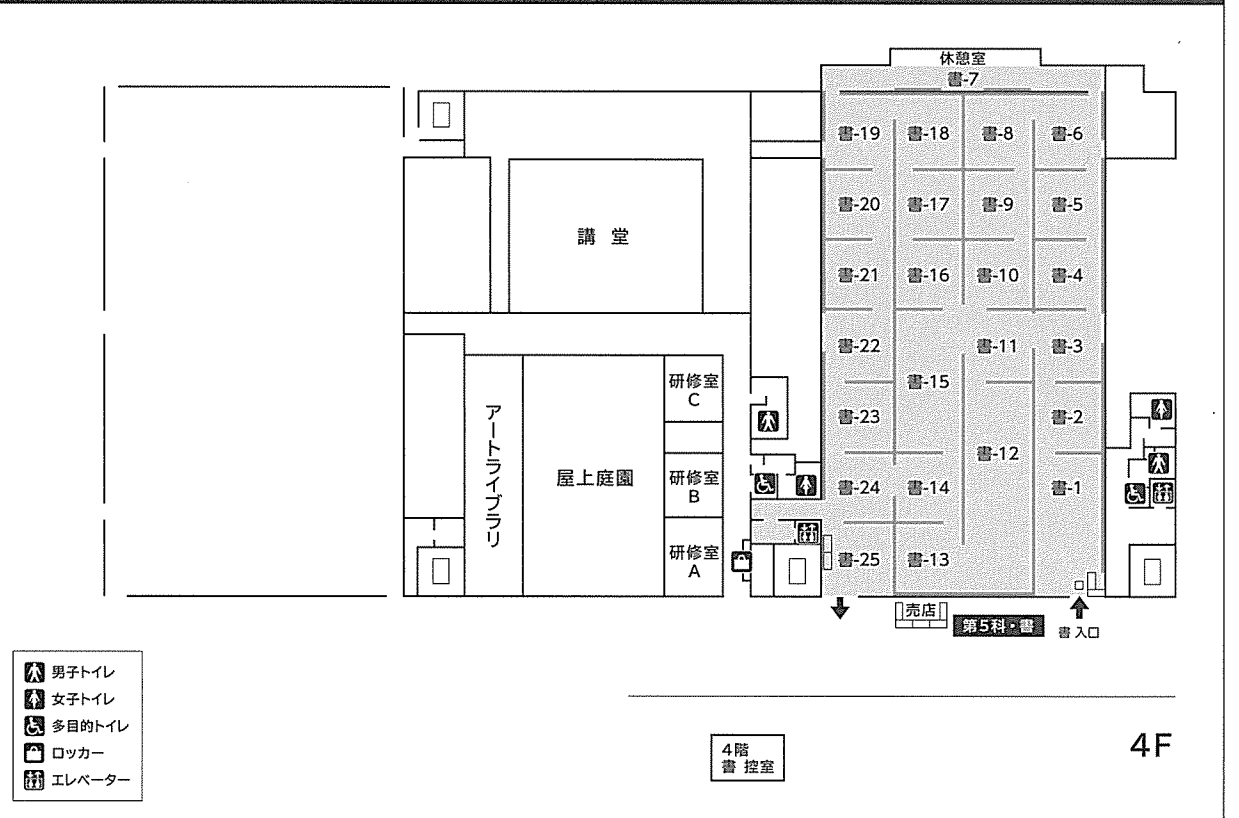 休憩室
書-7
書-19
書-18
書-8
書-6
書-20
書-17
書-9
書-5
講 堂
書-21
書-16
書-10
書-4
書-22
書-11
書-3
書-15
研修室
C
書-23
書-2
アートライブラリ
屋上庭園
書-12
研修室
B
書-24
書-14
書-1
研修室
A
書-25
書-13
売店
第5科・書
書 入口
男子トイレ
女子トイレ
多目的トイレ
ロッカー
エレベーター
4階
書 控室
4F